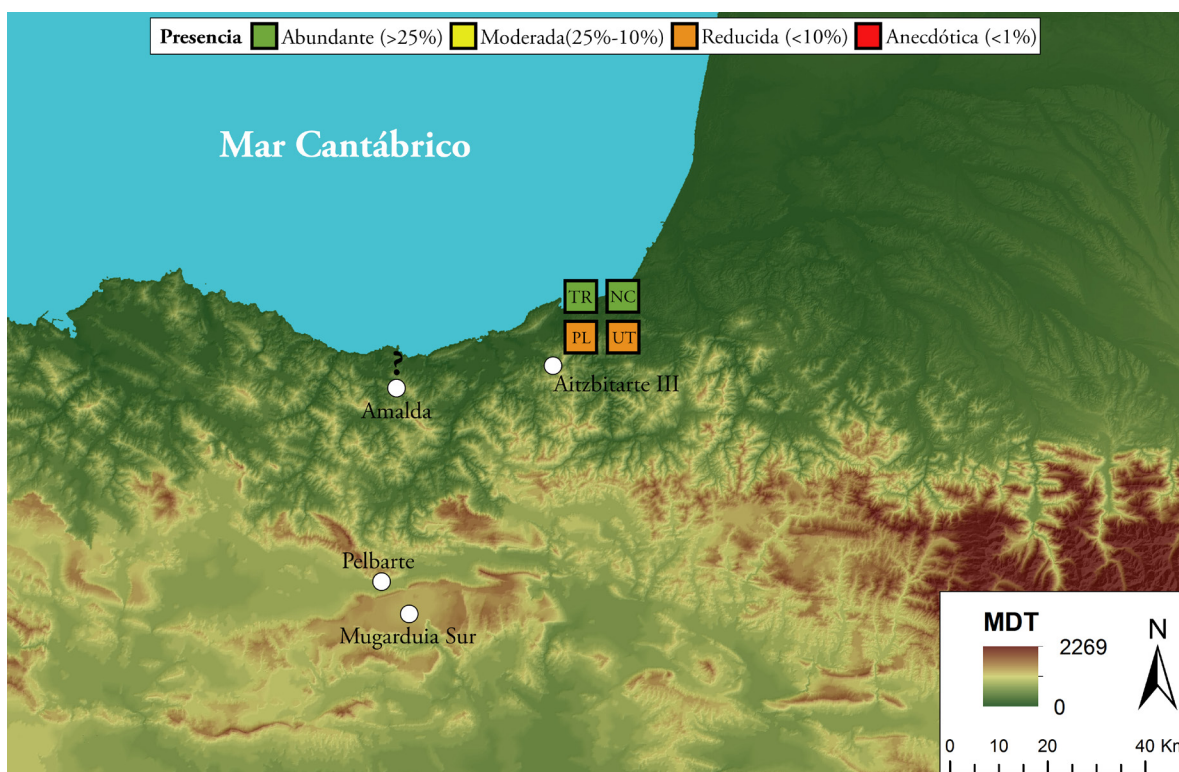 Presencia Abundante (>25%) Moderada(25%-10%) Reducida (<10%) Anecdótica (<1%)
Mar Cantábrico
TR NC
PL UT
?
Aitzbitarte III
Amalda
Pelbarte
Mugarduia Sur
MDT
2269
0
N
0 10 20 40 Km